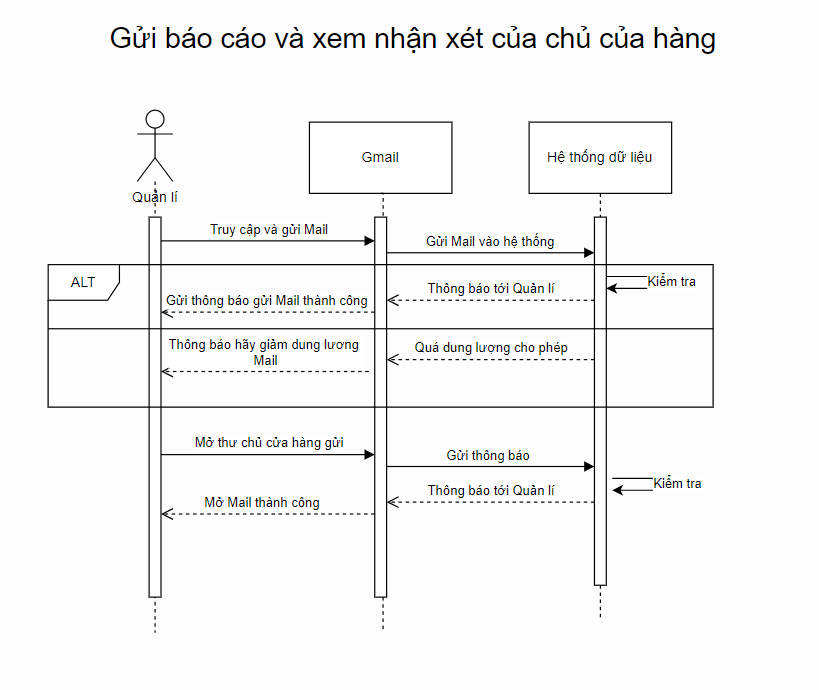 Gửi báo cáo và xem nhận xét của chủ của hàng
Gmail
Hệ thống dữ liệu
Quản lí
Truy cập và gửi Mail
Gửi Mail vào hệ thống
ALT
Kiểm tra
Thông báo tới Quản lí
Gửi thông báo gửi Mail thành công
Thông báo hãy giảm dung lương
Mail
Quá dung lượng cho phép
Mở thư chủ cửa hàng gửi
Gửi thông báo
Kiểm tra
Thông báo tới Quản lí
Mở Mail thành công